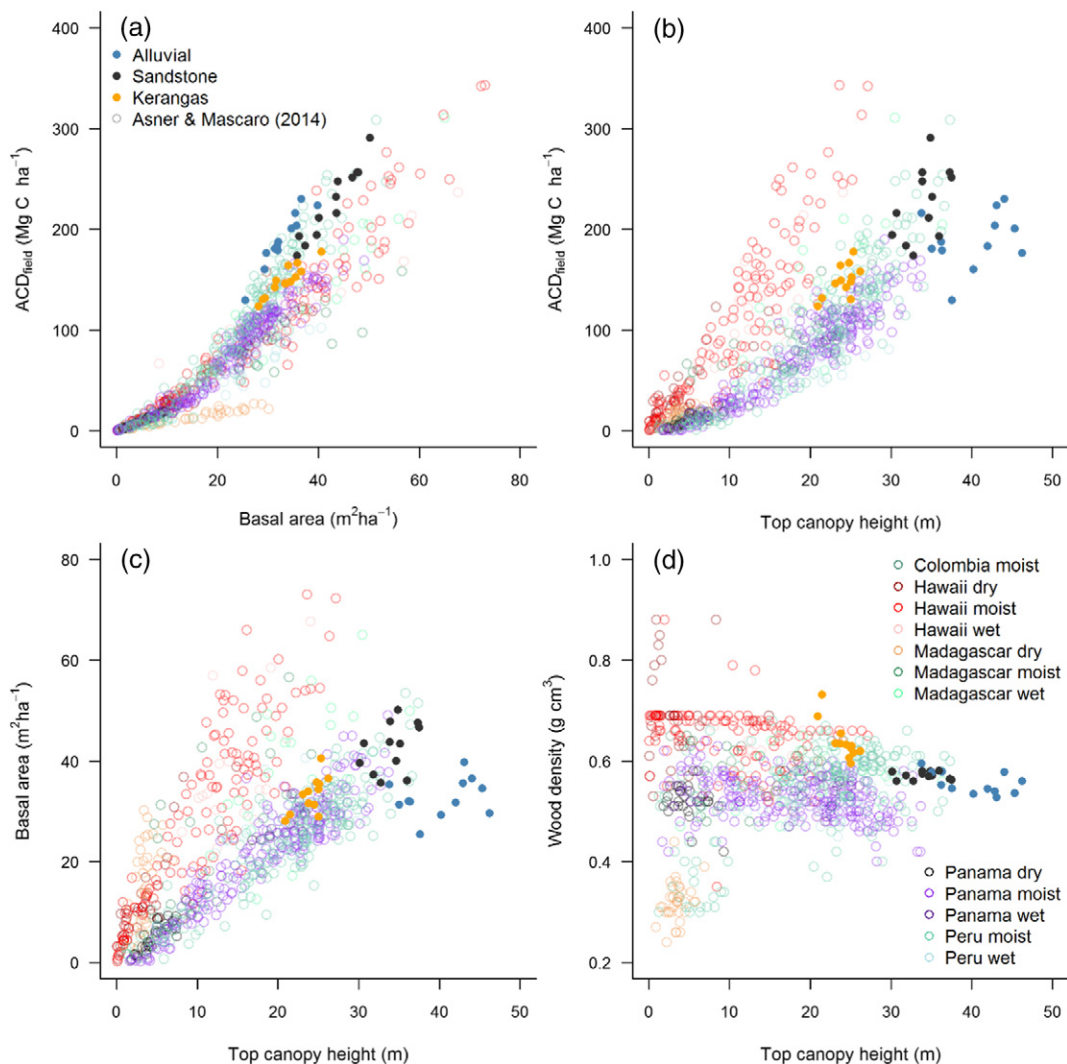 (a)
400
300
200
100
0
ACD_field (Mg C ha⁻¹)
Alluvial
Sandstone
Kerangas
Asner & Mascaro (2014)
0 20 40 60 80
Basal area (m²ha⁻¹)
(b)
400
300
200
100
0
ACD_field (Mg C ha⁻¹)
0 10 20 30 40 50
Top canopy height (m)
(c)
80
60
40
20
0
Basal area (m²ha⁻¹)
0 10 20 30 40 50
Top canopy height (m)
(d)
1.0
0.8
0.6
0.4
0.2
Wood density (g cm³)
Colombia moist
Hawaii dry
Hawaii moist
Hawaii wet
Madagascar dry
Madagascar moist
Madagascar wet
Panama dry
Panama moist
Panama wet
Peru moist
Peru wet
0 10 20 30 40 50
Top canopy height (m)